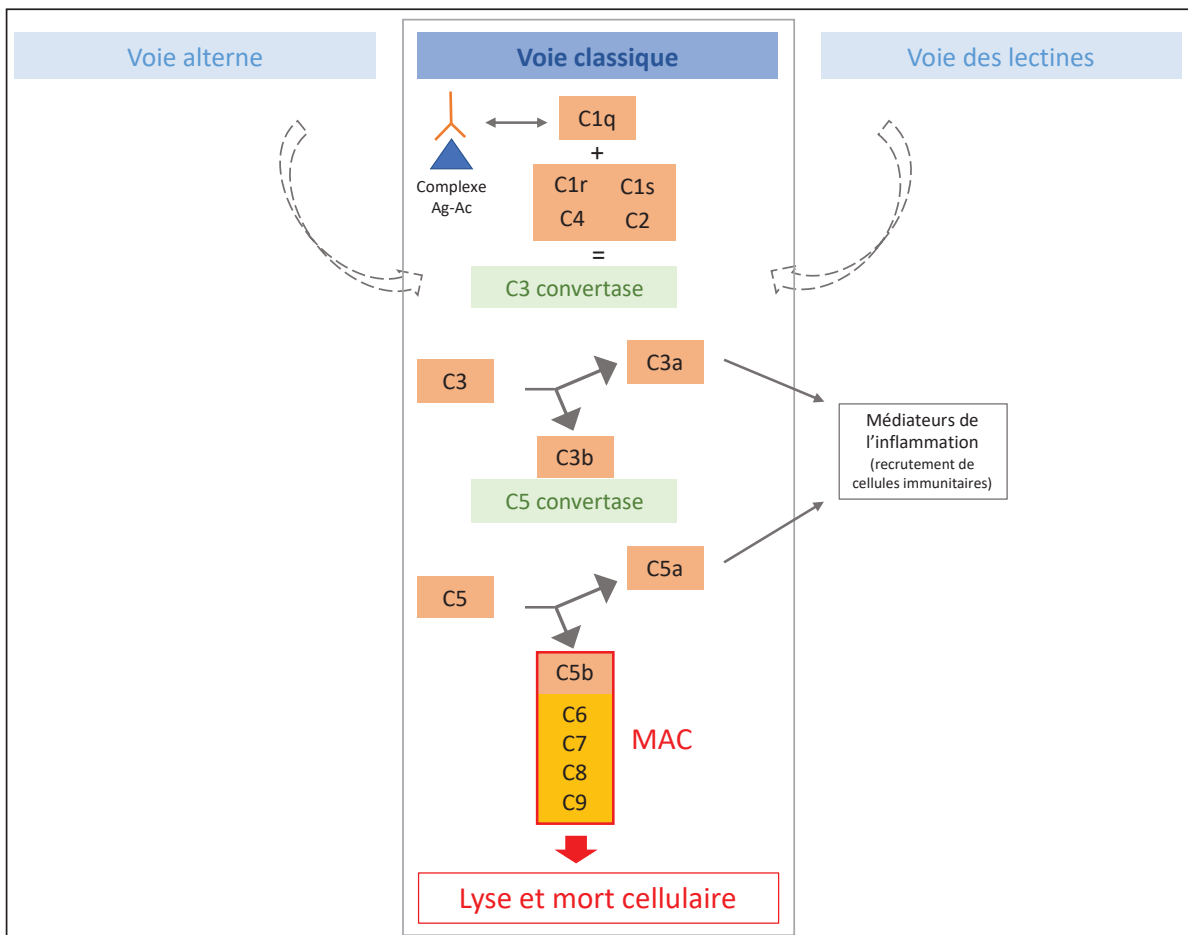 Voie alterne
Voie classique
Voie des lectines
C1q
+
Complexe
Ag-Ac
C1r C1s
C4 C2
=
C3 convertase
C3
C3a
C3b
C5 convertase
Médiateurs de
l’inflammation
(recrutement de
cellules immunitaires)
C5
C5a
C5b
C6
C7
C8
C9
MAC
Lyse et mort cellulaire